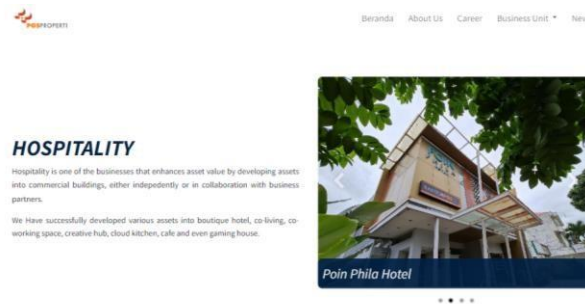 POSPROPERTI
Beranda About Us Career Business Unit
HOSPITALITY
Hospitality is one of the businesses that enhances asset value by developing assets
into commercial buildings, either indepedently or in collaboration with business
partners.
We Have successfully developed various assets into boutique hotel, co-living, co-
working space, creative hub, cloud kitchen, cafe and even gaming house.
Poin Phila Hotel